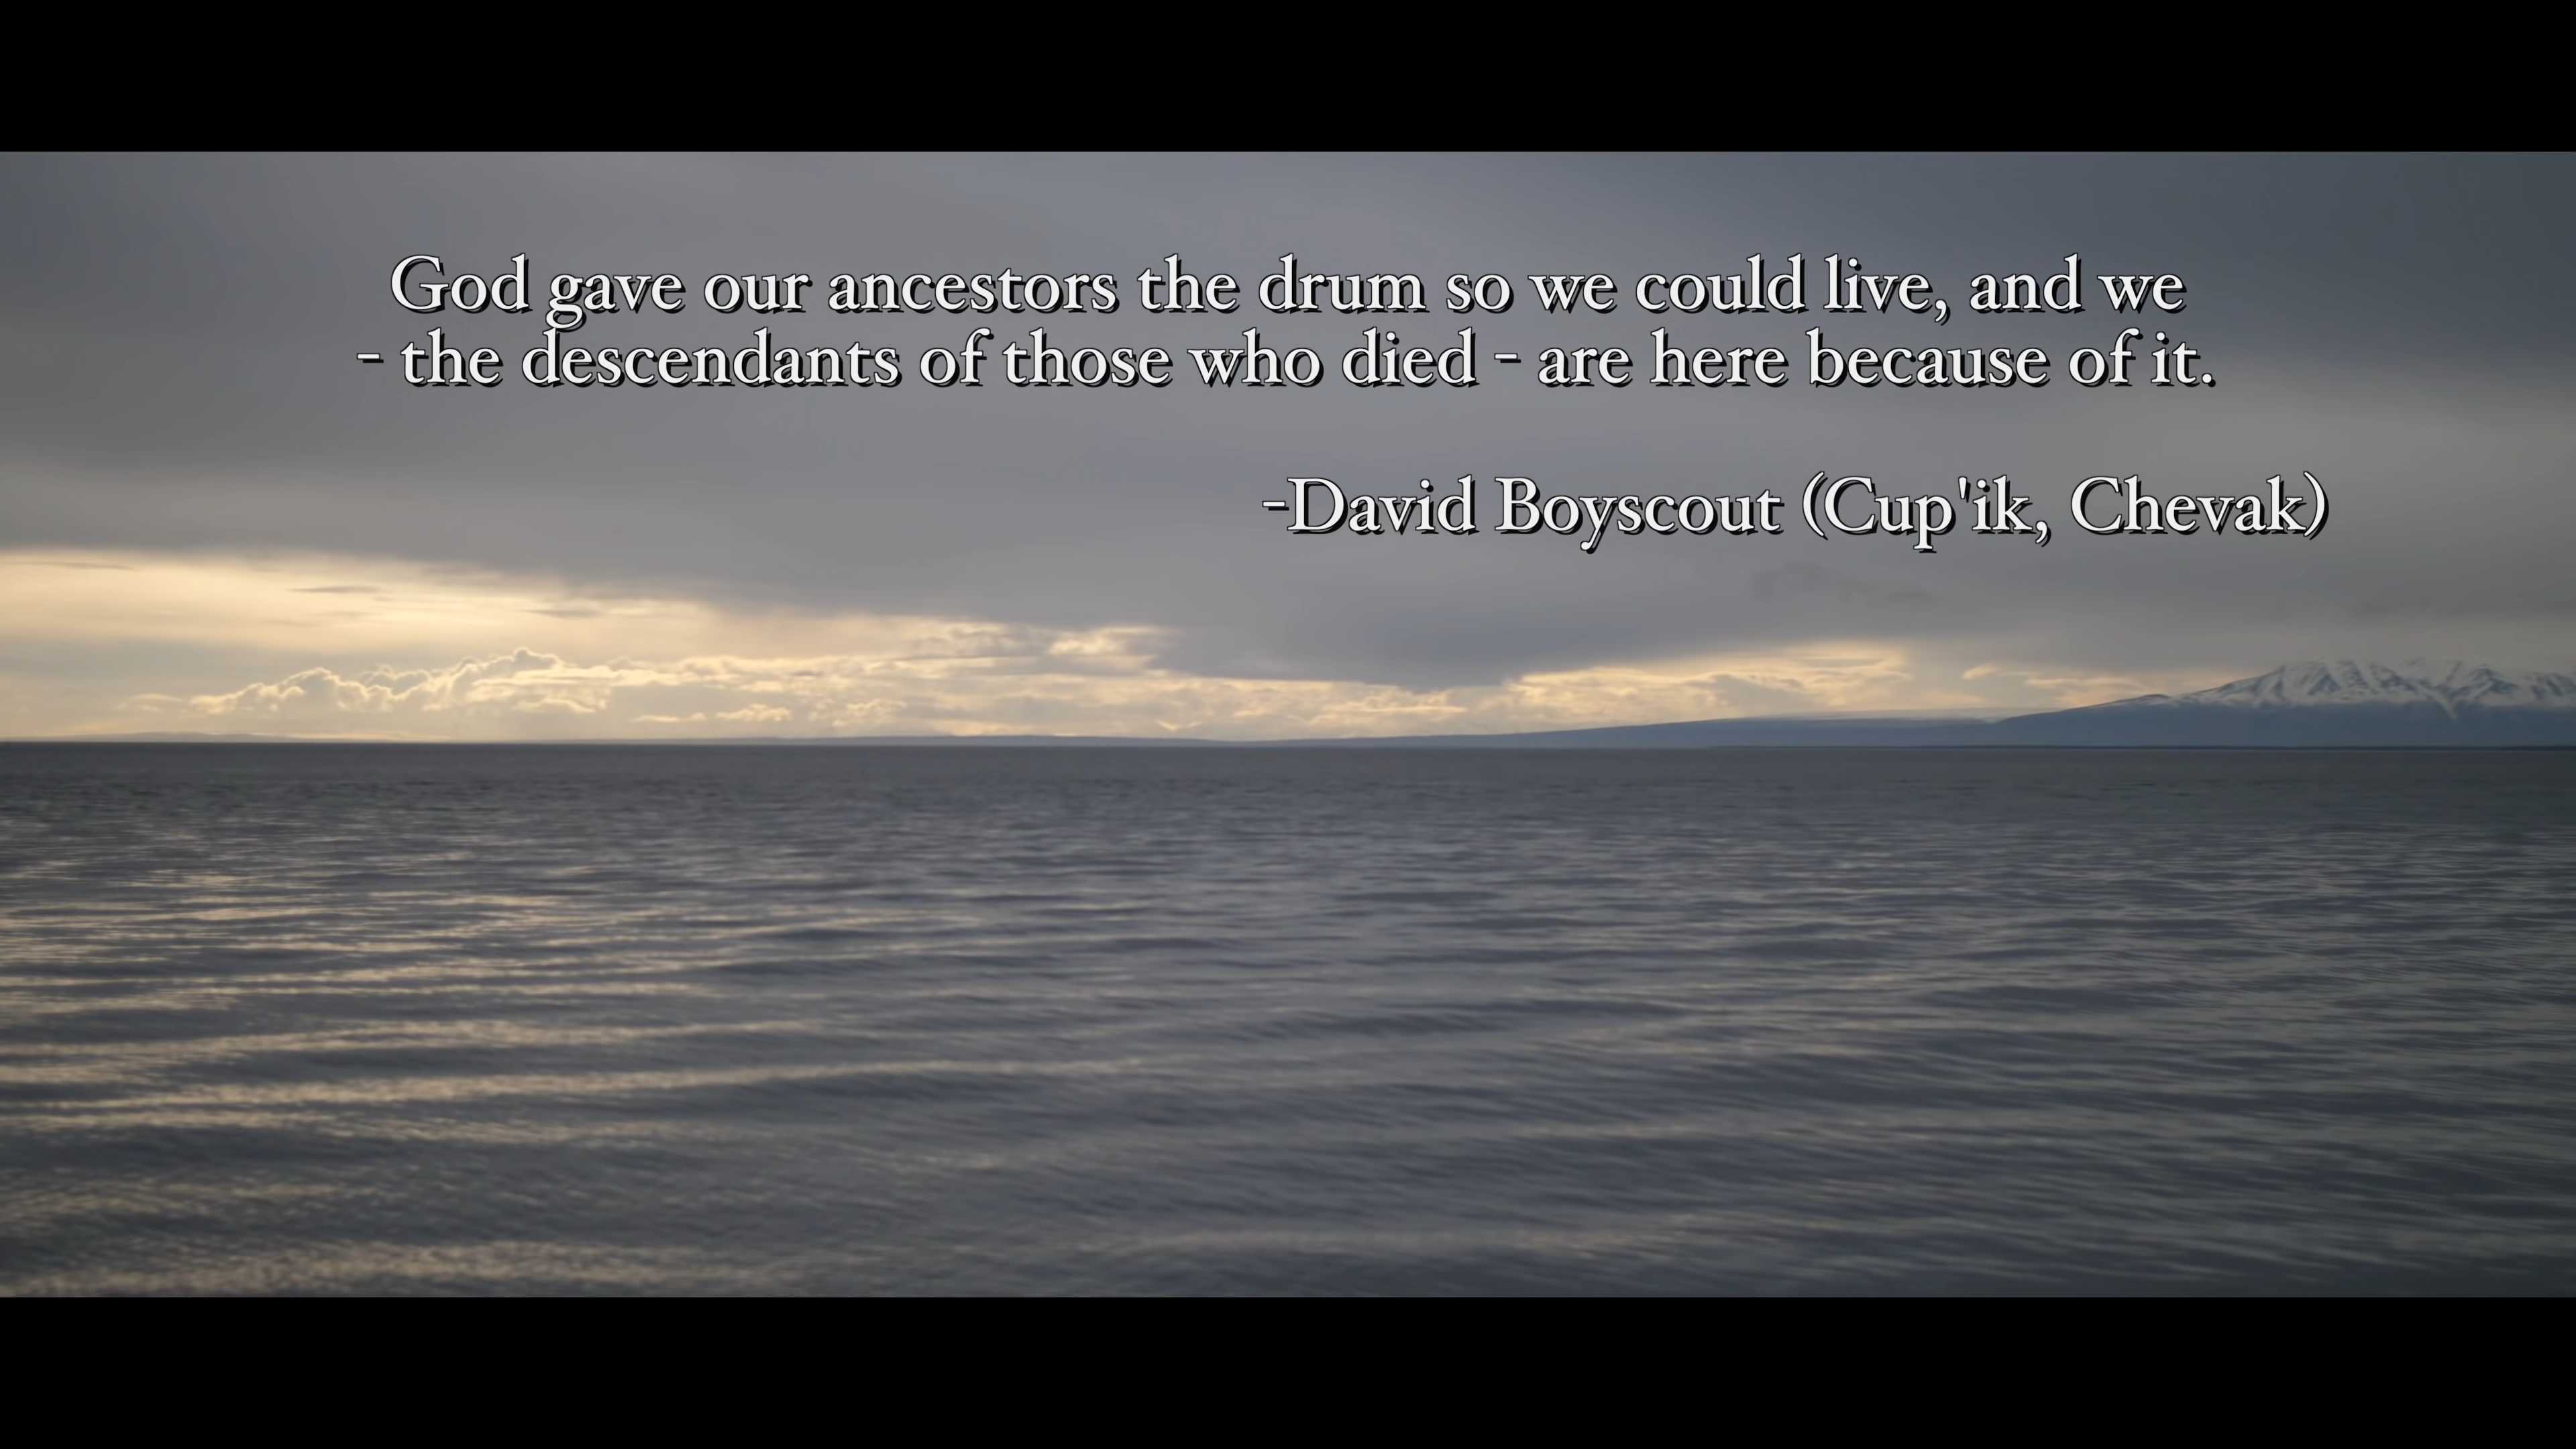 God gave our ancestors the drum so we could live, and we
- the descendants of those who died - are here because of it.
-David Boyscout (Cup'ik, Chevak)